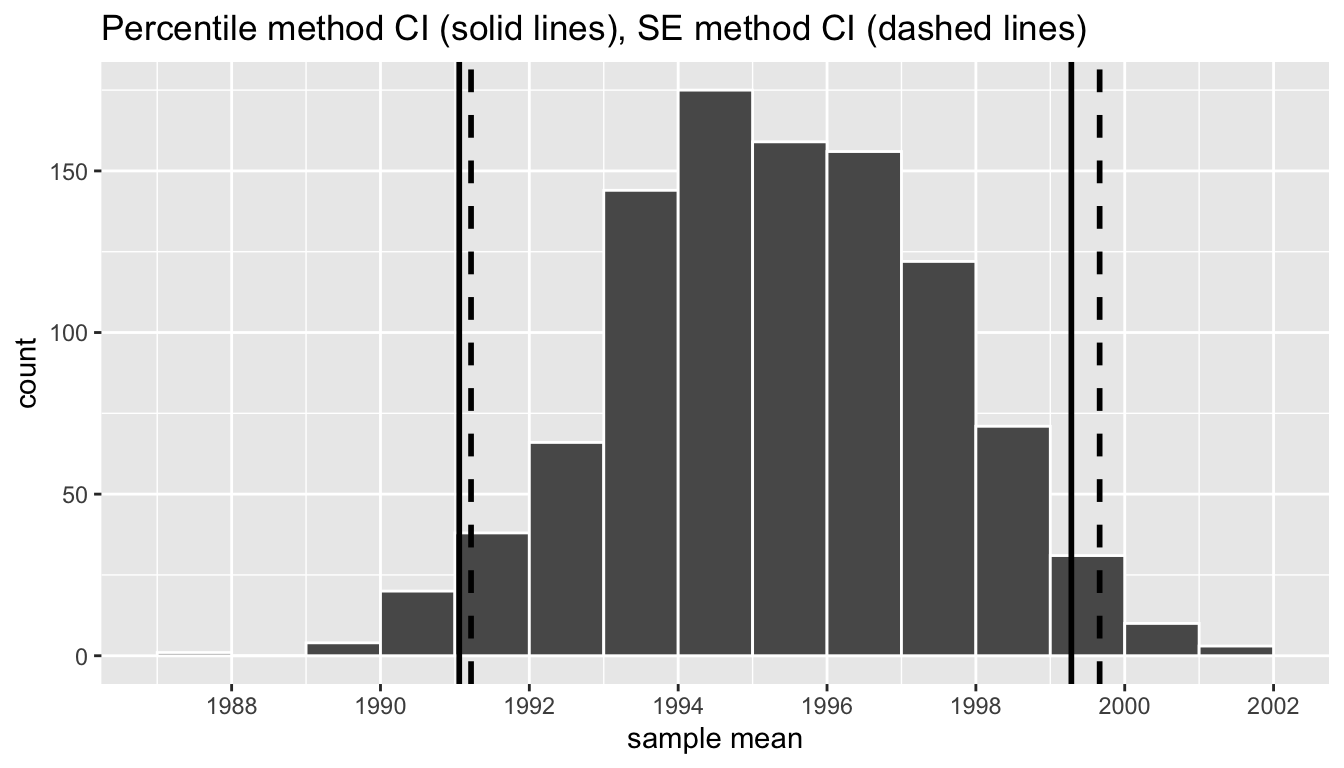 Percentile method CI (solid lines), SE method CI (dashed lines)
150
100
50
0
count
1988 1990 1992 1994 1996 1998 2000 2002
sample mean